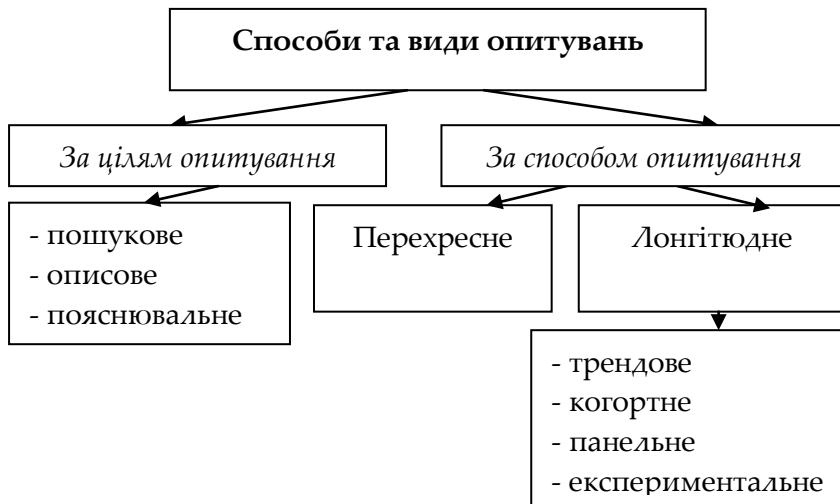 Способи та види опитувань
За цілям опитування
За способом опитування
- пошукове
- описове
- пояснювальне
Перехресне
Лонгітюдне
- трендове
- когортне
- панельне
- експериментальне